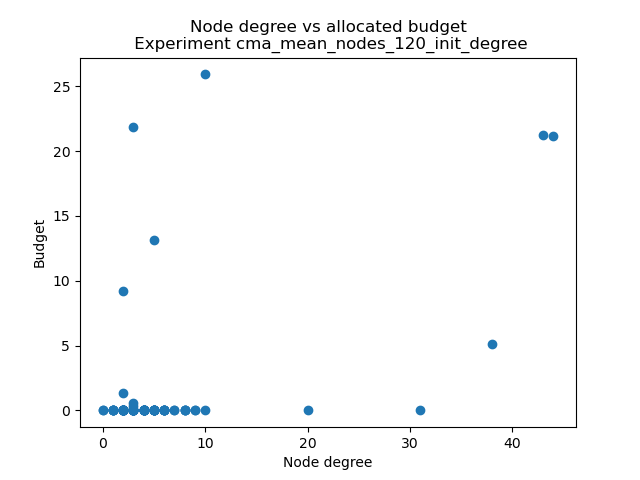 Node degree vs allocated budget
Experiment cma_mean_nodes_120_init_degree
25
20
15
10
5
0
Budget
0 10 20 30 40
Node degree